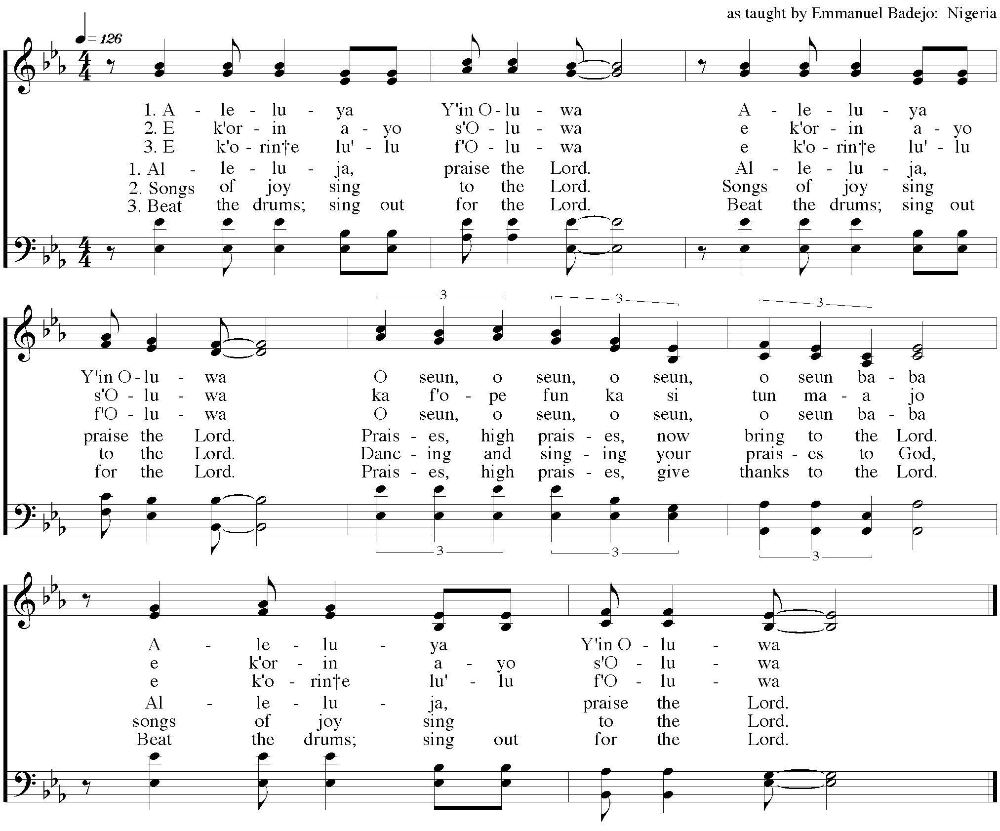 as taught by Emmanuel Badejo: Nigeria
= 126
1. A - le - lu - ya Y'in O - lu - wa A - le - lu - ya
2. E k'or - in a - yo s'O - lu - wa e k'or - in a - yo
3. E k'o - rin†e lu' - lu f'O - lu - wa e k'o - rin†e lu' - lu
1. Al - le - lu - ja, praise the Lord. Al - le - lu - ja,
2. Songs of joy sing to the Lord. Songs of joy sing
3. Beat the drums; sing out for the Lord. Beat the drums; sing out
3 3 3
Y'in O - lu - wa O seun, o seun, o seun, o seun ba - ba
s'O - lu - wa ka f'o - pe fun ka si tun ma - a jo
f'O - lu - wa O seun, o seun, o seun, o seun ba - ba
praise the Lord. Prais - es, high prais - es, now bring to the Lord.
to the Lord. Danc - ing and sing - ing your prais - es to God,
for the Lord. Prais - es, high prais - es, give thanks to the Lord.
3 3 3
A - le - lu - ya Y'in O - lu - wa
e k'or - in a - yo s'O - lu - wa
e k'o - rin†e lu' - lu f'O - lu - wa
Al - le - lu - ja, praise the Lord.
songs of joy sing to the Lord.
Beat the drums; sing out for the Lord.